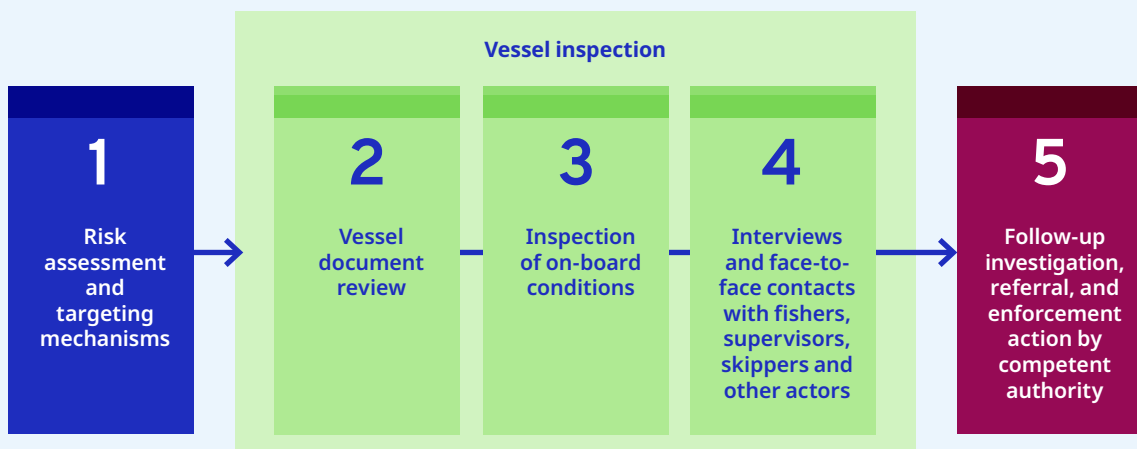 Vessel inspection
1
Risk
assessment
and
targeting
mechanisms
2
Vessel
document
review
3
Inspection
of on-board
conditions
4
Interviews
and face-to-
face contacts
with fishers,
supervisors,
skippers and
other actors
5
Follow-up
investigation,
referral, and
enforcement
action by
competent
authority